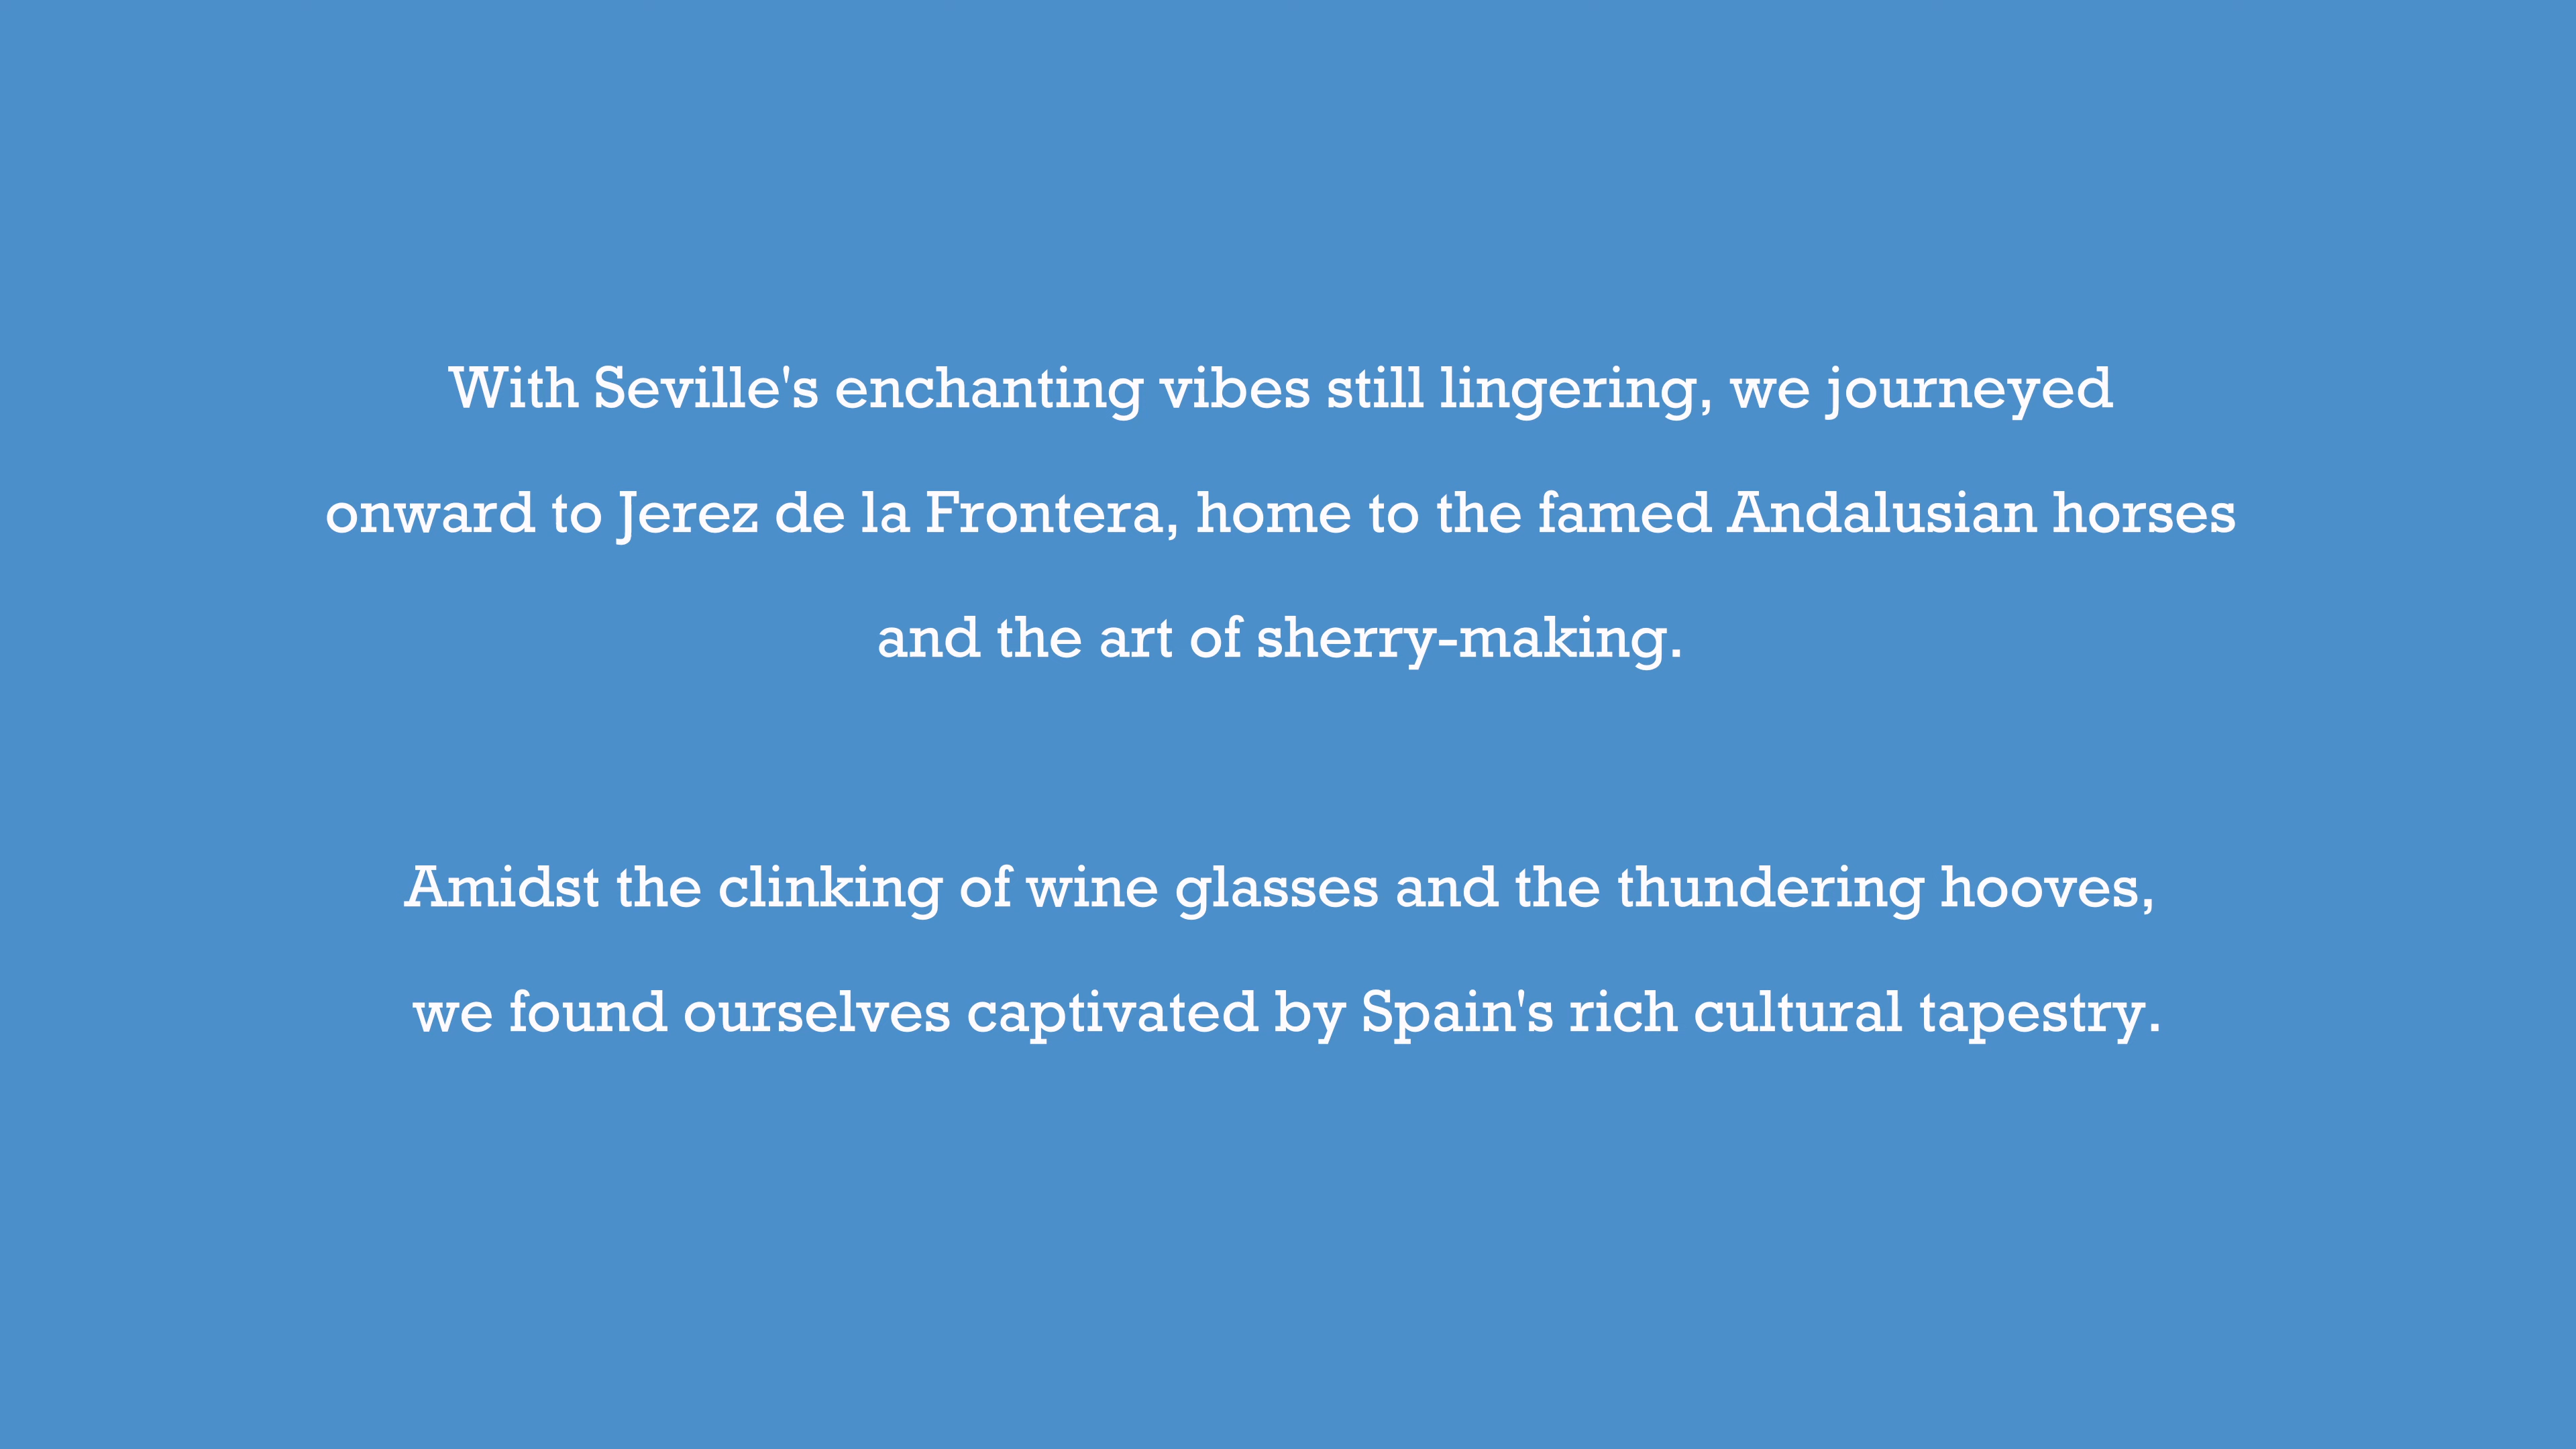 With Seville's enchanting vibes still lingering, we journeyed
onward to Jerez de la Frontera, home to the famed Andalusian horses
and the art of sherry-making.
Amidst the clinking of wine glasses and the thundering hooves,
we found ourselves captivated by Spain's rich cultural tapestry.